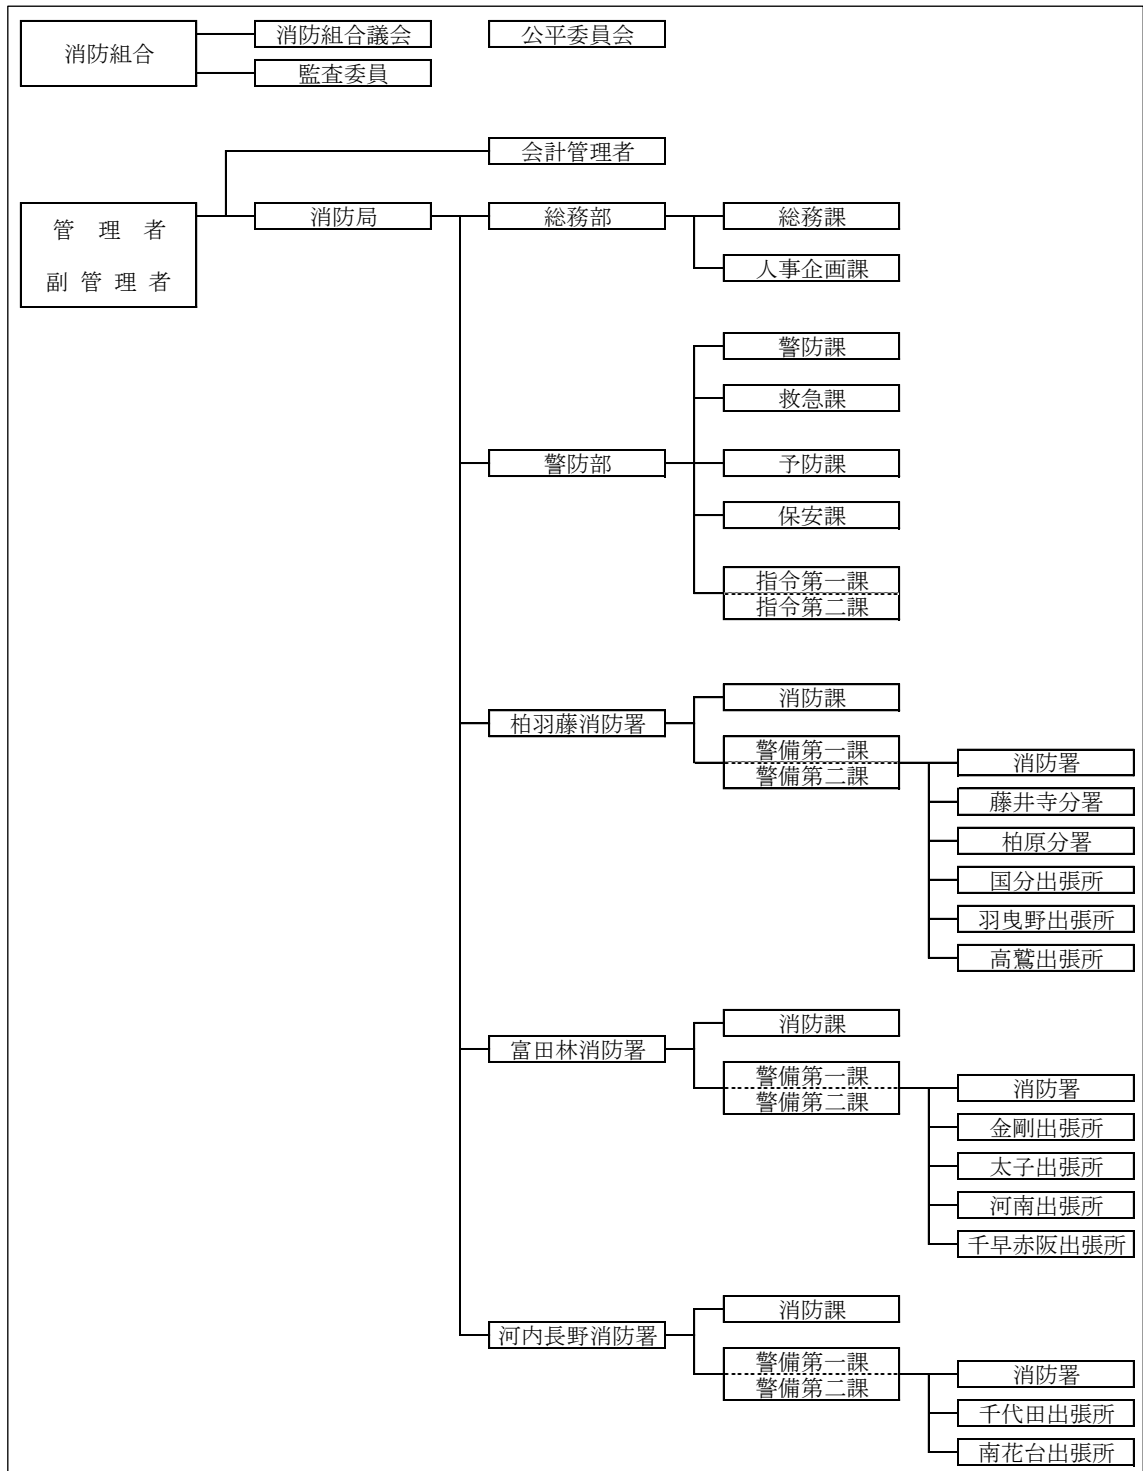 消防組合
消防組合議会
公平委員会
監査委員
会計管理者
管理者
副管理者
消防局
総務部
総務課
人事企画課
警防課
救急課
警防部
予防課
保安課
指令第一課
指令第二課
消防課
柏羽藤消防署
警備第一課
警備第二課
消防署
藤井寺分署
柏原分署
国分出張所
羽曳野出張所
高鷲出張所
消防課
富田林消防署
警備第一課
警備第二課
消防署
金剛出張所
太子出張所
河南出張所
千早赤阪出張所
消防課
河内長野消防署
警備第一課
警備第二課
消防署
千代田出張所
南花台出張所